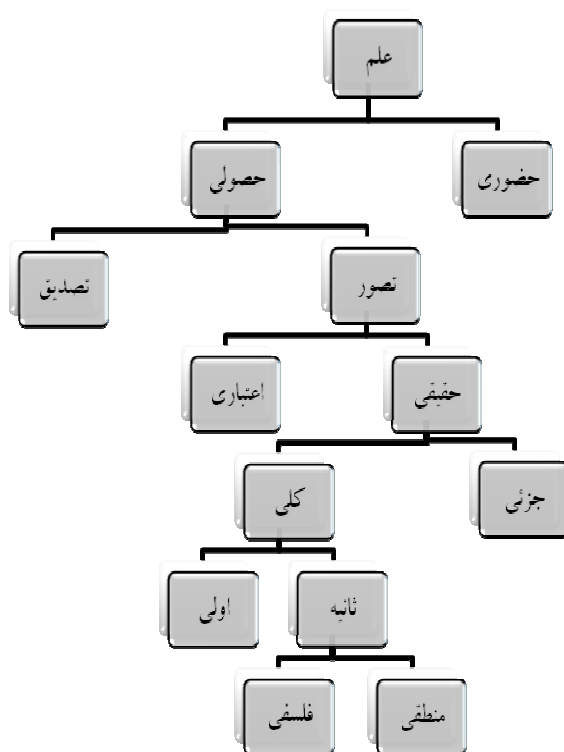 علم
حضوری
حصولی
تصور
تصدیق
حقیقی
اعتباری
جزئی
کلی
ثانیه
اولی
منطقی
فلسفی